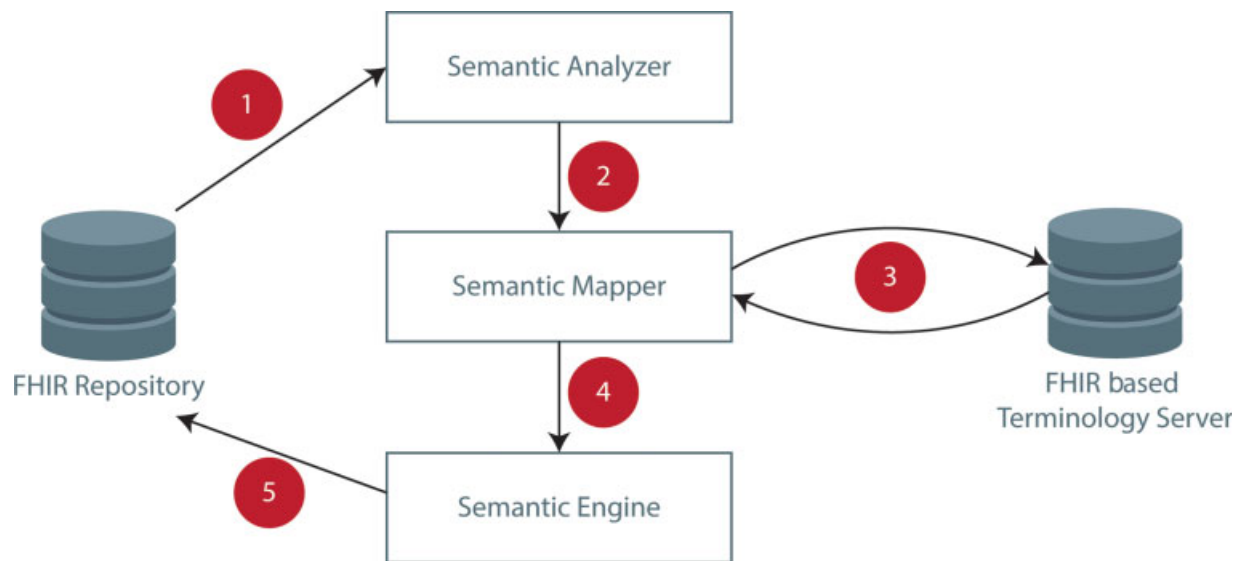 Semantic Analyzer
1
2
Semantic Mapper
3
FHIR Repository
FHIR based
Terminology Server
4
5
Semantic Engine